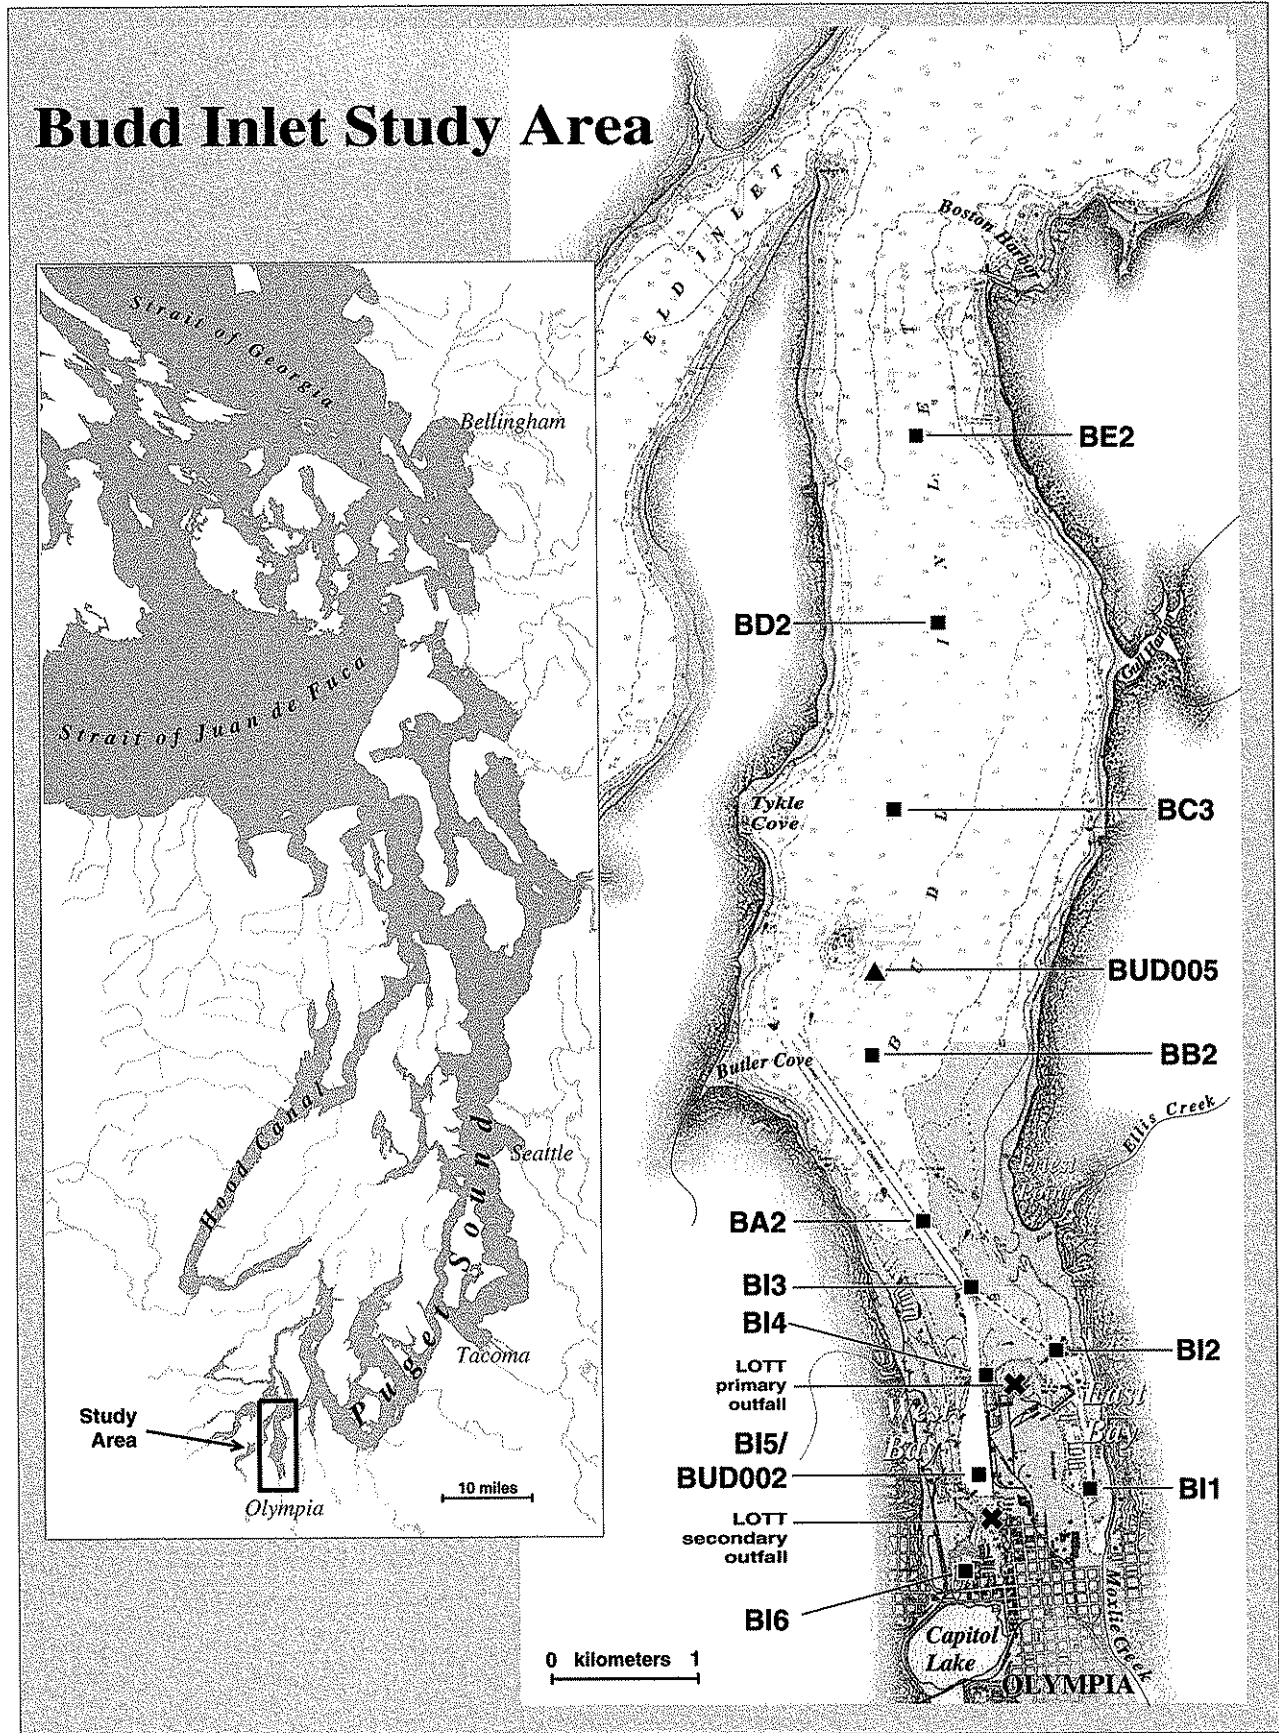 Budd Inlet Study Area
Strait of Georgia
Bellingham
Strait of Juan de Fuca
Hood Canal
Seattle
Puget Sound
Tacoma
Study
Area
10 miles
Olympia
ELD INLET
Boston Harbor
BUDD INLET
BE2
BD2
Gull Harbor
Tykle
Cove
BC3
BUD005
BB2
Butler Cove
Ellis Creek
Priest
Point
BA2
BI3
BI4
BI2
LOTT
primary
outfall
East
Bay
West
Bay
BI5/
BUD002
BI1
LOTT
secondary
outfall
BI6
Moxlie Creek
Capitol
Lake
OLYMPIA
0 kilometers 1